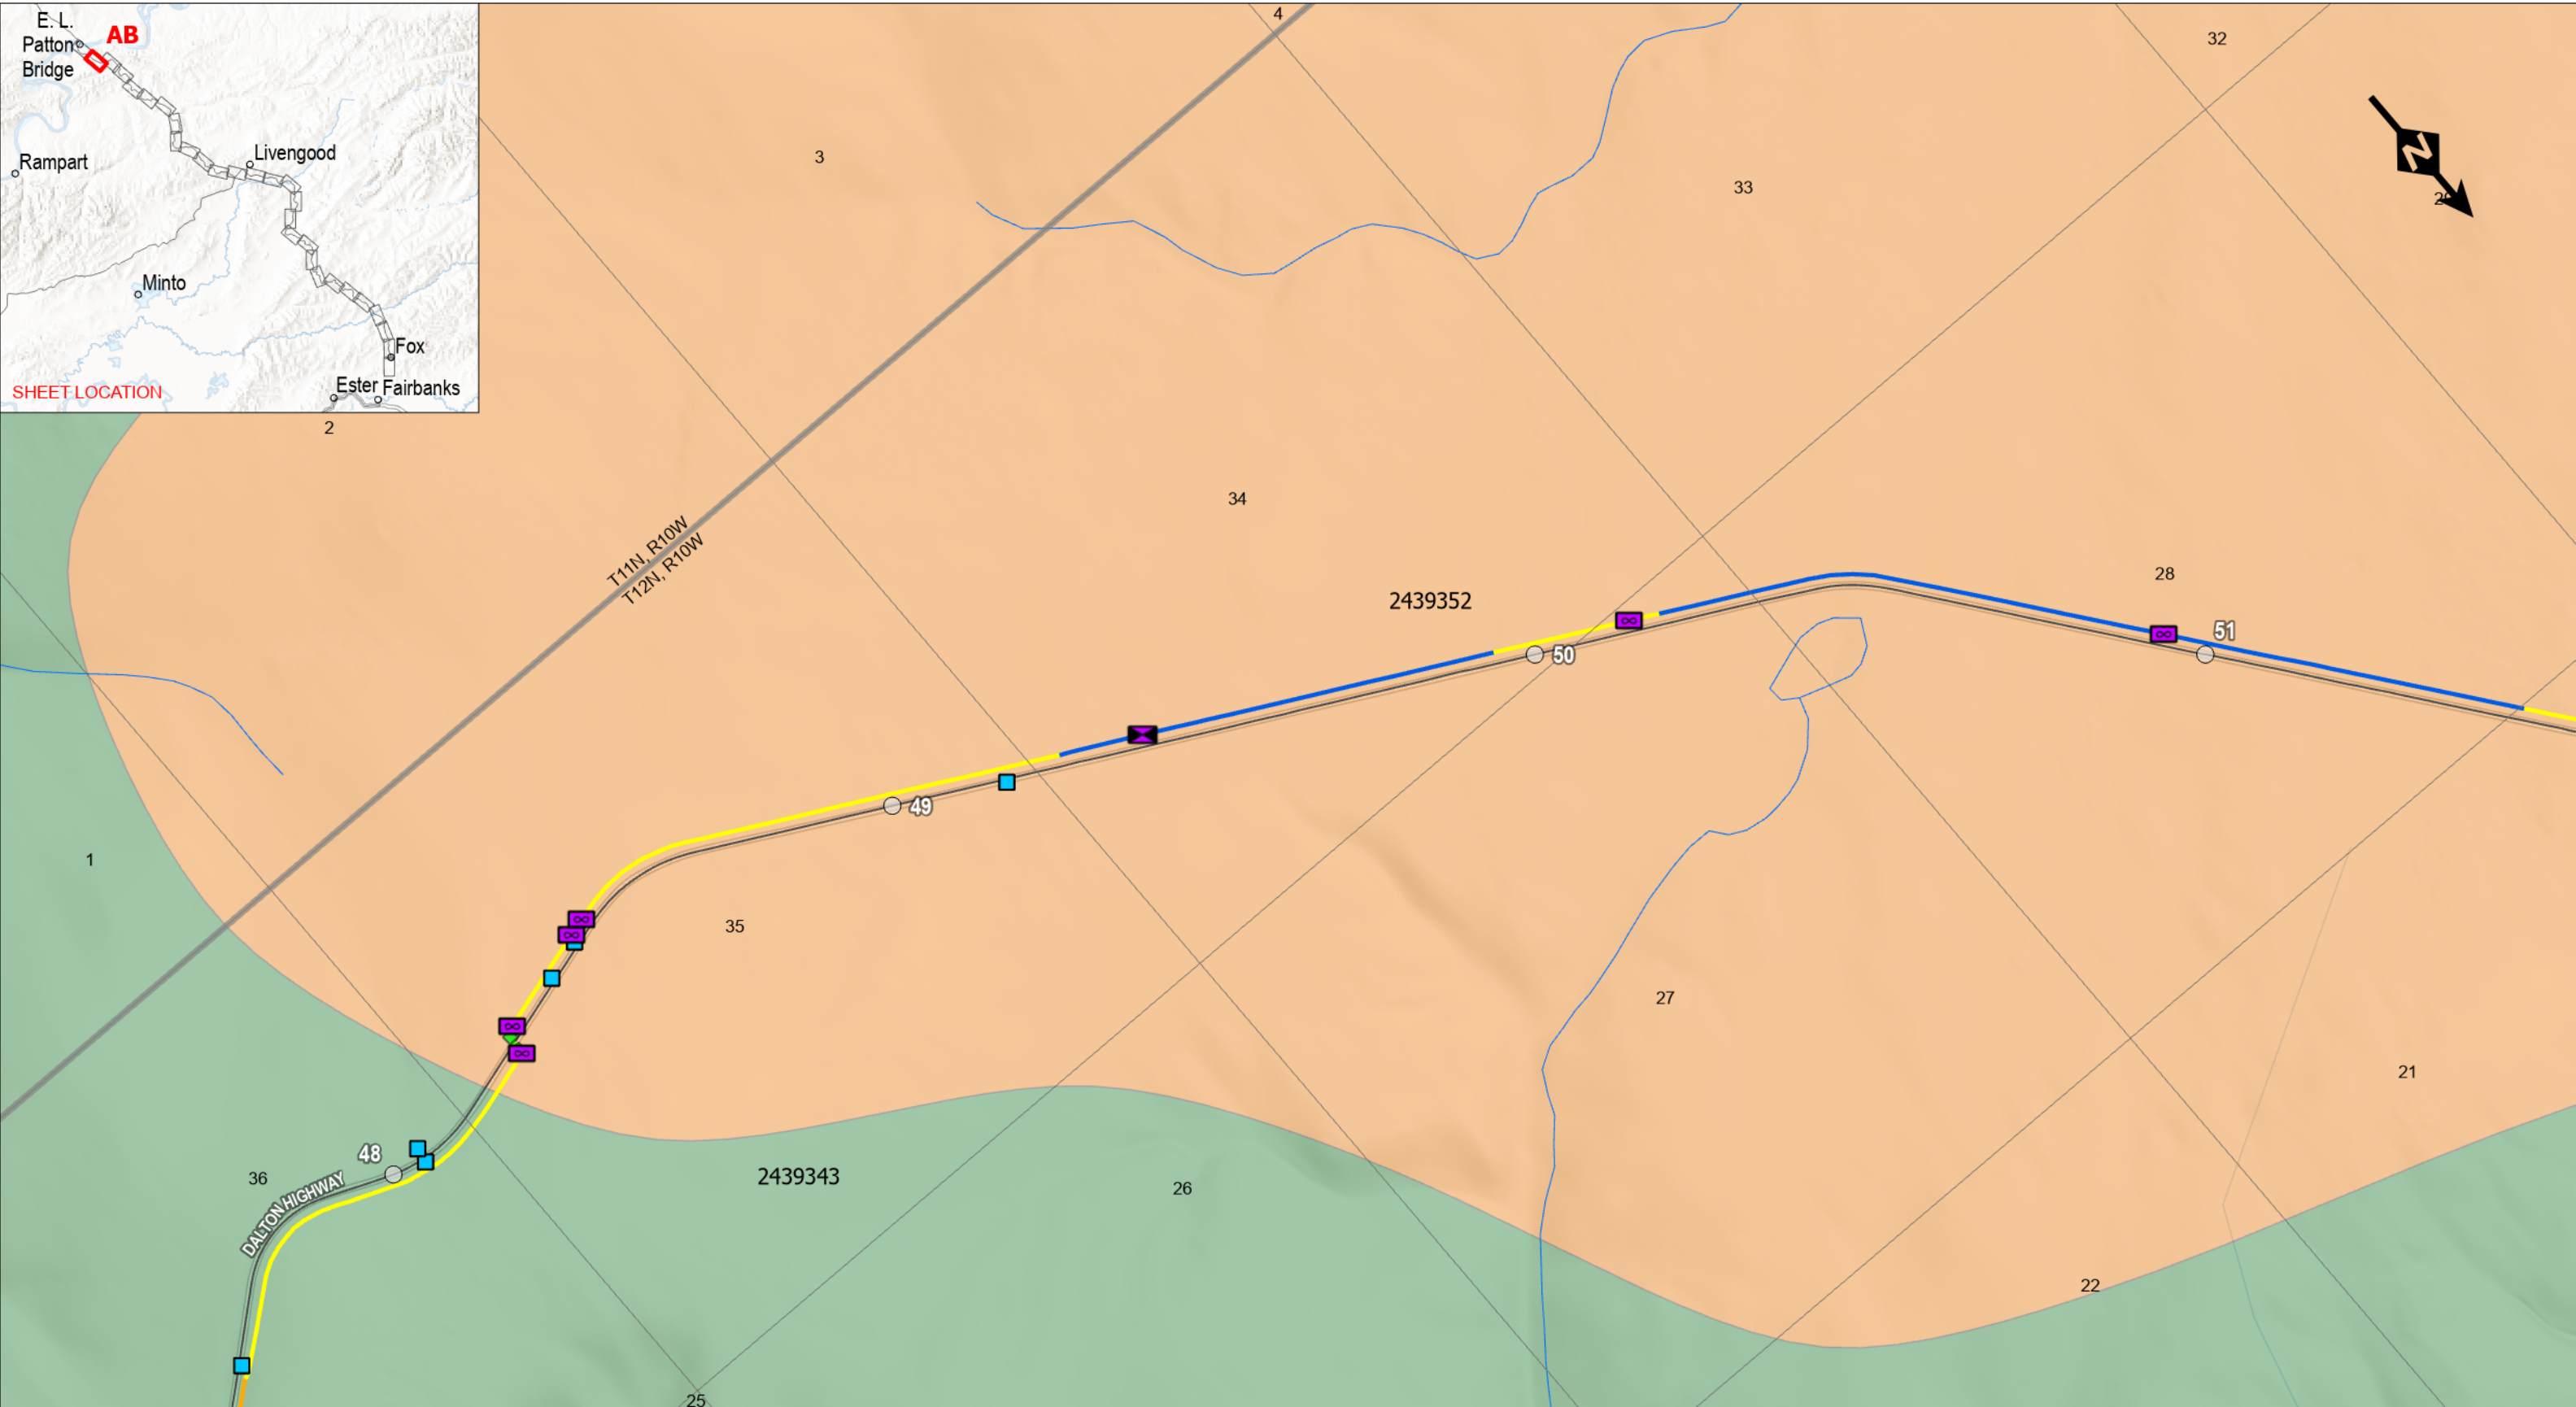 E. L.
Patton
Bridge
AB
Rampart
Livengood
Minto
Fox
Ester
Fairbanks
SHEET LOCATION
4
32
3
33
N
2
34
T11N, R10W
T12N, R10W
2439352
28
51
50
49
1
35
27
21
48
36
DALTON HIGHWAY
2439343
26
22
25